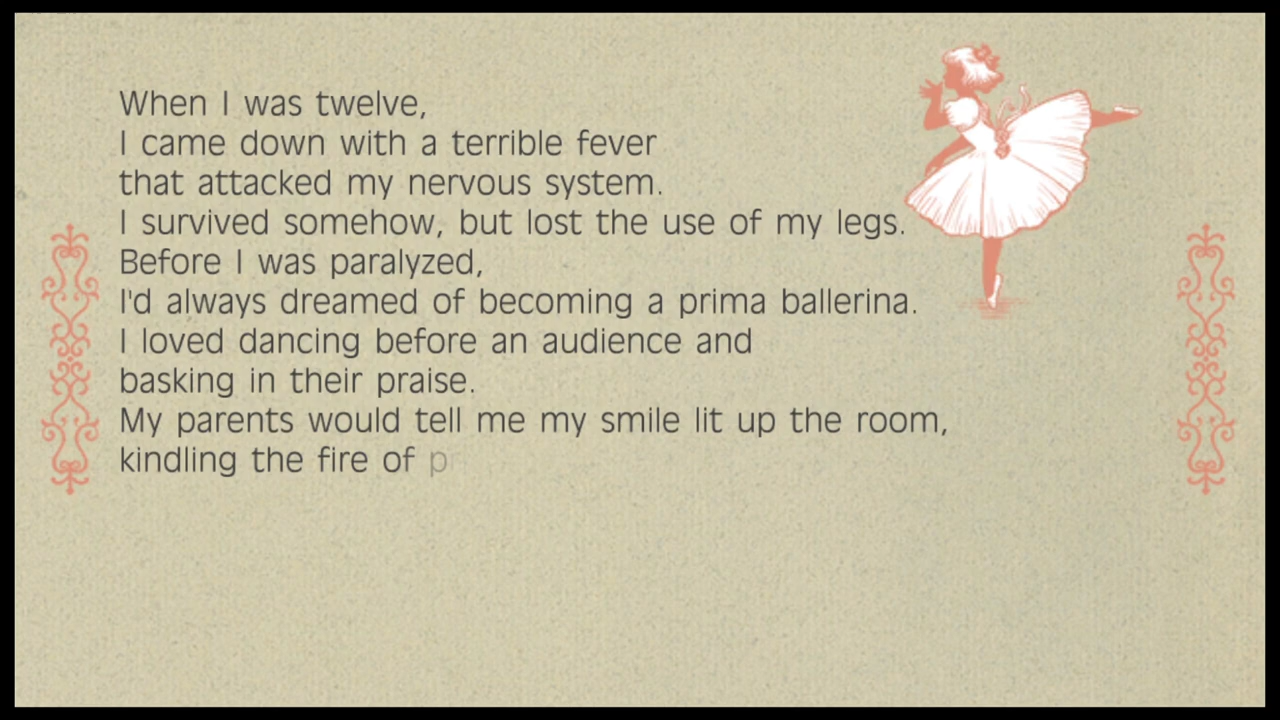 When I was twelve,
I came down with a terrible fever
that attacked my nervous system.
I survived somehow, but lost the use of my legs.
Before I was paralyzed,
I'd always dreamed of becoming a prima ballerina.
I loved dancing before an audience and
basking in their praise.
My parents would tell me my smile lit up the room,
kindling the fire of